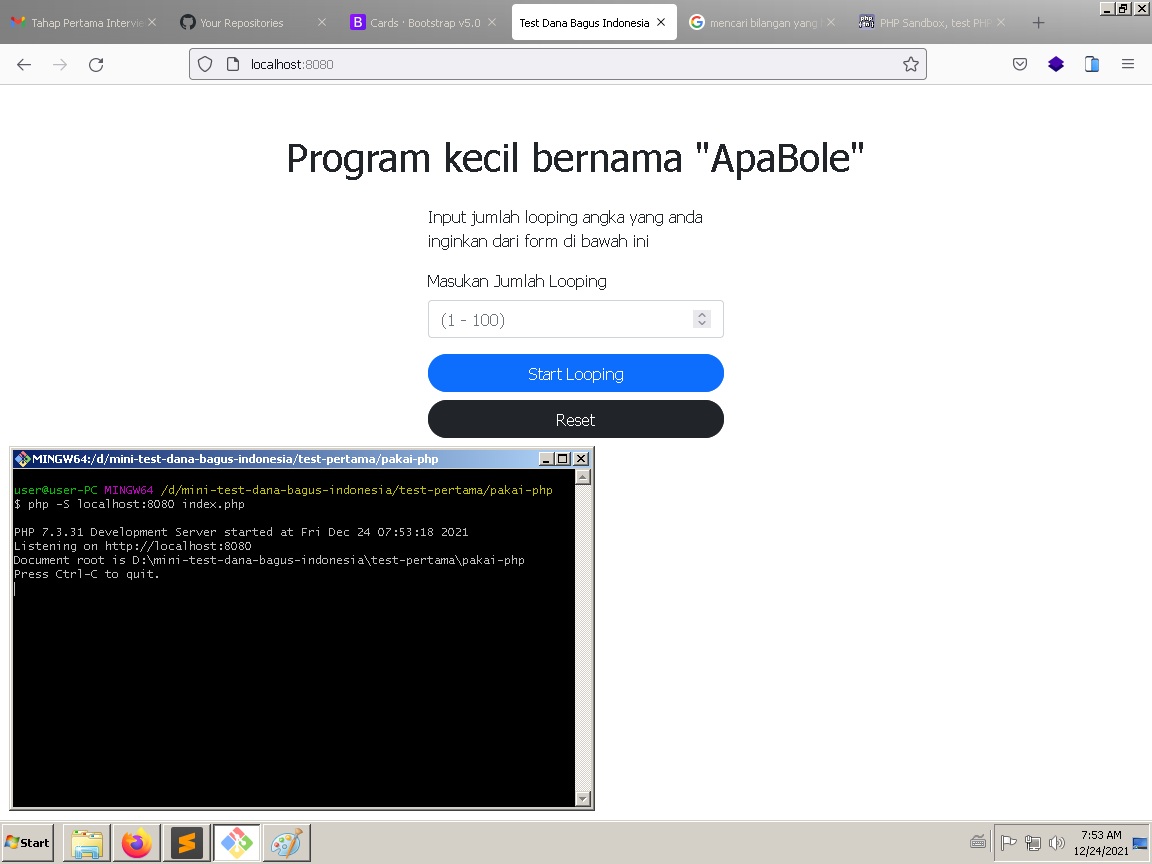 Tahap Pertama Intervie
Your Repositories
Cards · Bootstrap v5.0
Test Dana Bagus Indonesia
mencari bilangan yang
PHP Sandbox, test PHP
localhost:8080
Program kecil bernama "ApaBole"
Input jumlah looping angka yang anda
inginkan dari form di bawah ini
Masukan Jumlah Looping
(1 - 100)
Start Looping
Reset
MINGW64:/d/mini-test-dana-bagus-indonesia/test-pertama/pakai-php
user@user-PC MINGW64 /d/mini-test-dana-bagus-indonesia/test-pertama/pakai-php
$ php -S localhost:8080 index.php
PHP 7.3.31 Development Server started at Fri Dec 24 07:53:18 2021
Listening on http://localhost:8080
Document root is D:\mini-test-dana-bagus-indonesia\test-pertama\pakai-php
Press Ctrl-C to quit.
Start
7:53 AM
12/24/2021